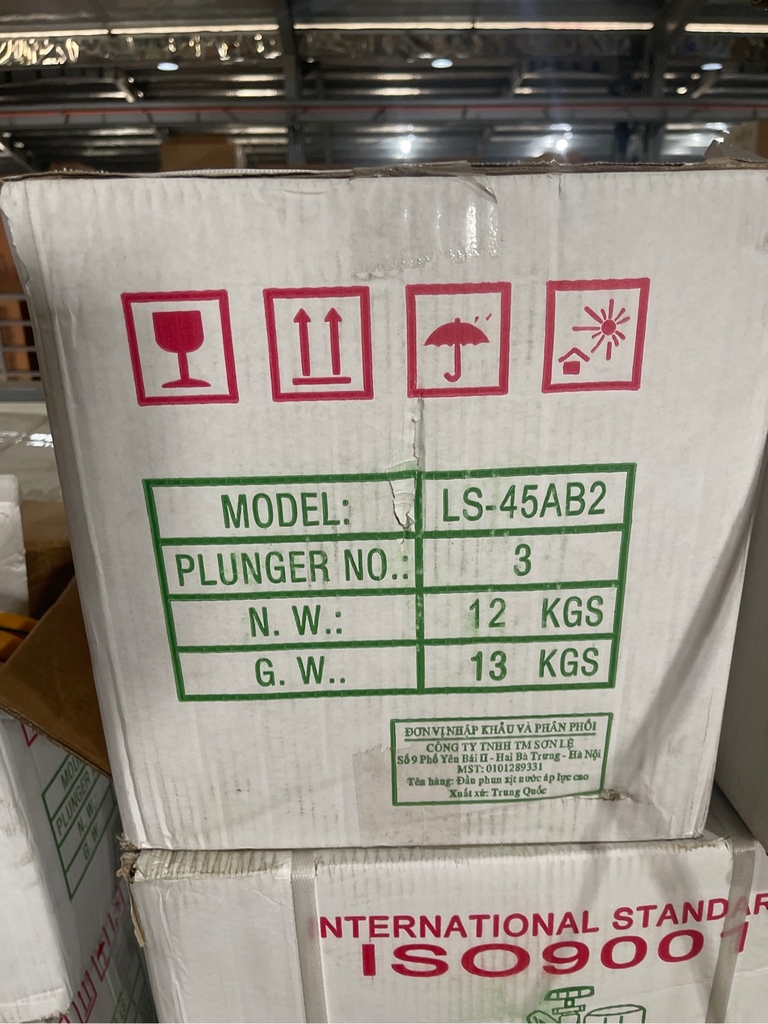 MODEL: LS-45AB2
PLUNGER NO.: 3
N. W.: 12 KGS
G. W.. 13 KGS
ĐƠN VỊ NHẬP KHẨU VÀ PHÂN PHỐI
CÔNG TY TNHH TM SƠN LỆ
Số 9 Phố Yên Bái II - Hai Bà Trưng - Hà Nội
MST: 0101289331
Tên hàng: Đầu phun xịt nước áp lực cao
Xuất xứ: Trung Quốc
PLUNGER
N. W.
G. W
NTERNATIONAL STANDAR
ISO9001